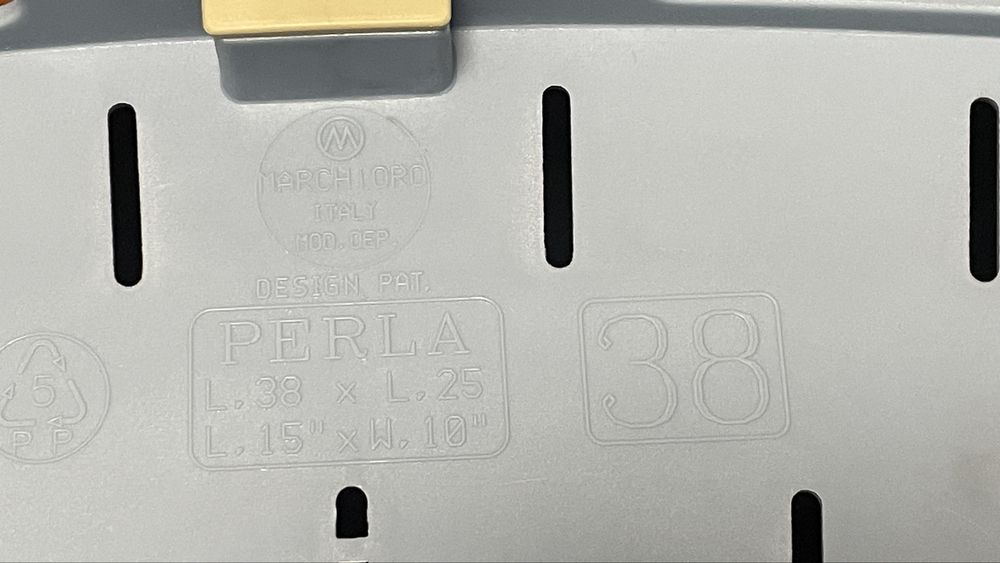 M
MARCHIORO
ITALY
MOD. DEP.
DESIGN PAT.
PERLA
L. 38 x L. 25
L. 15" x W. 10"
38
5
PP